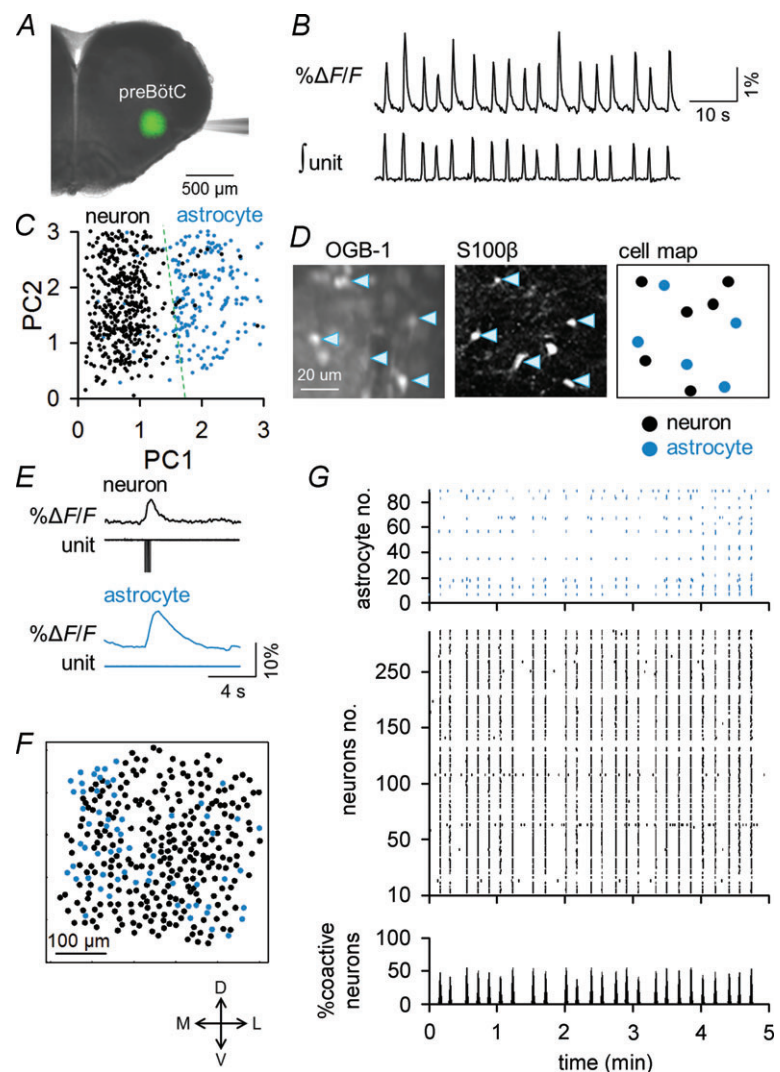 A
preBötC
500 µm
B
%ΔF/F
1%
10 s
∫unit
C
neuron astrocyte
3
2
1
0
PC2
0 1 2 3
PC1
D
OGB-1 S100β cell map
20 um
neuron
astrocyte
E
neuron
%ΔF/F
unit
astrocyte
%ΔF/F
unit
10%
4 s
F
100 µm
D
M L
V
G
astrocyte no.
80
60
40
20
0
neurons no.
250
150
100
50
10
%coactive
neurons
100
50
0
0 1 2 3 4 5
time (min)